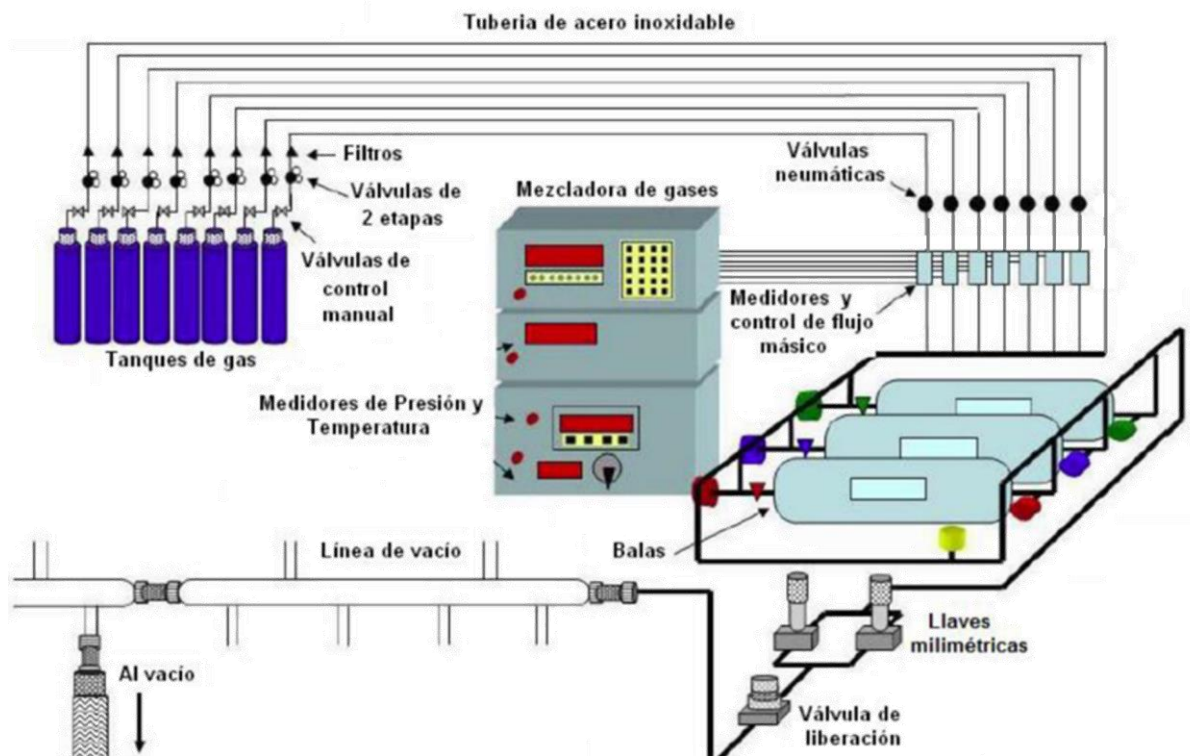 Tuberia de acero inoxidable
Filtros
Válvulas de
2 etapas
Válvulas de
control
manual
Tanques de gas
Mezcladora de gases
Válvulas
neumáticas
Medidores y
control de flujo
másico
Medidores de Presión y
Temperatura
Línea de vacío
Balas
Llaves
milimétricas
Al vacío
Válvula de
liberación